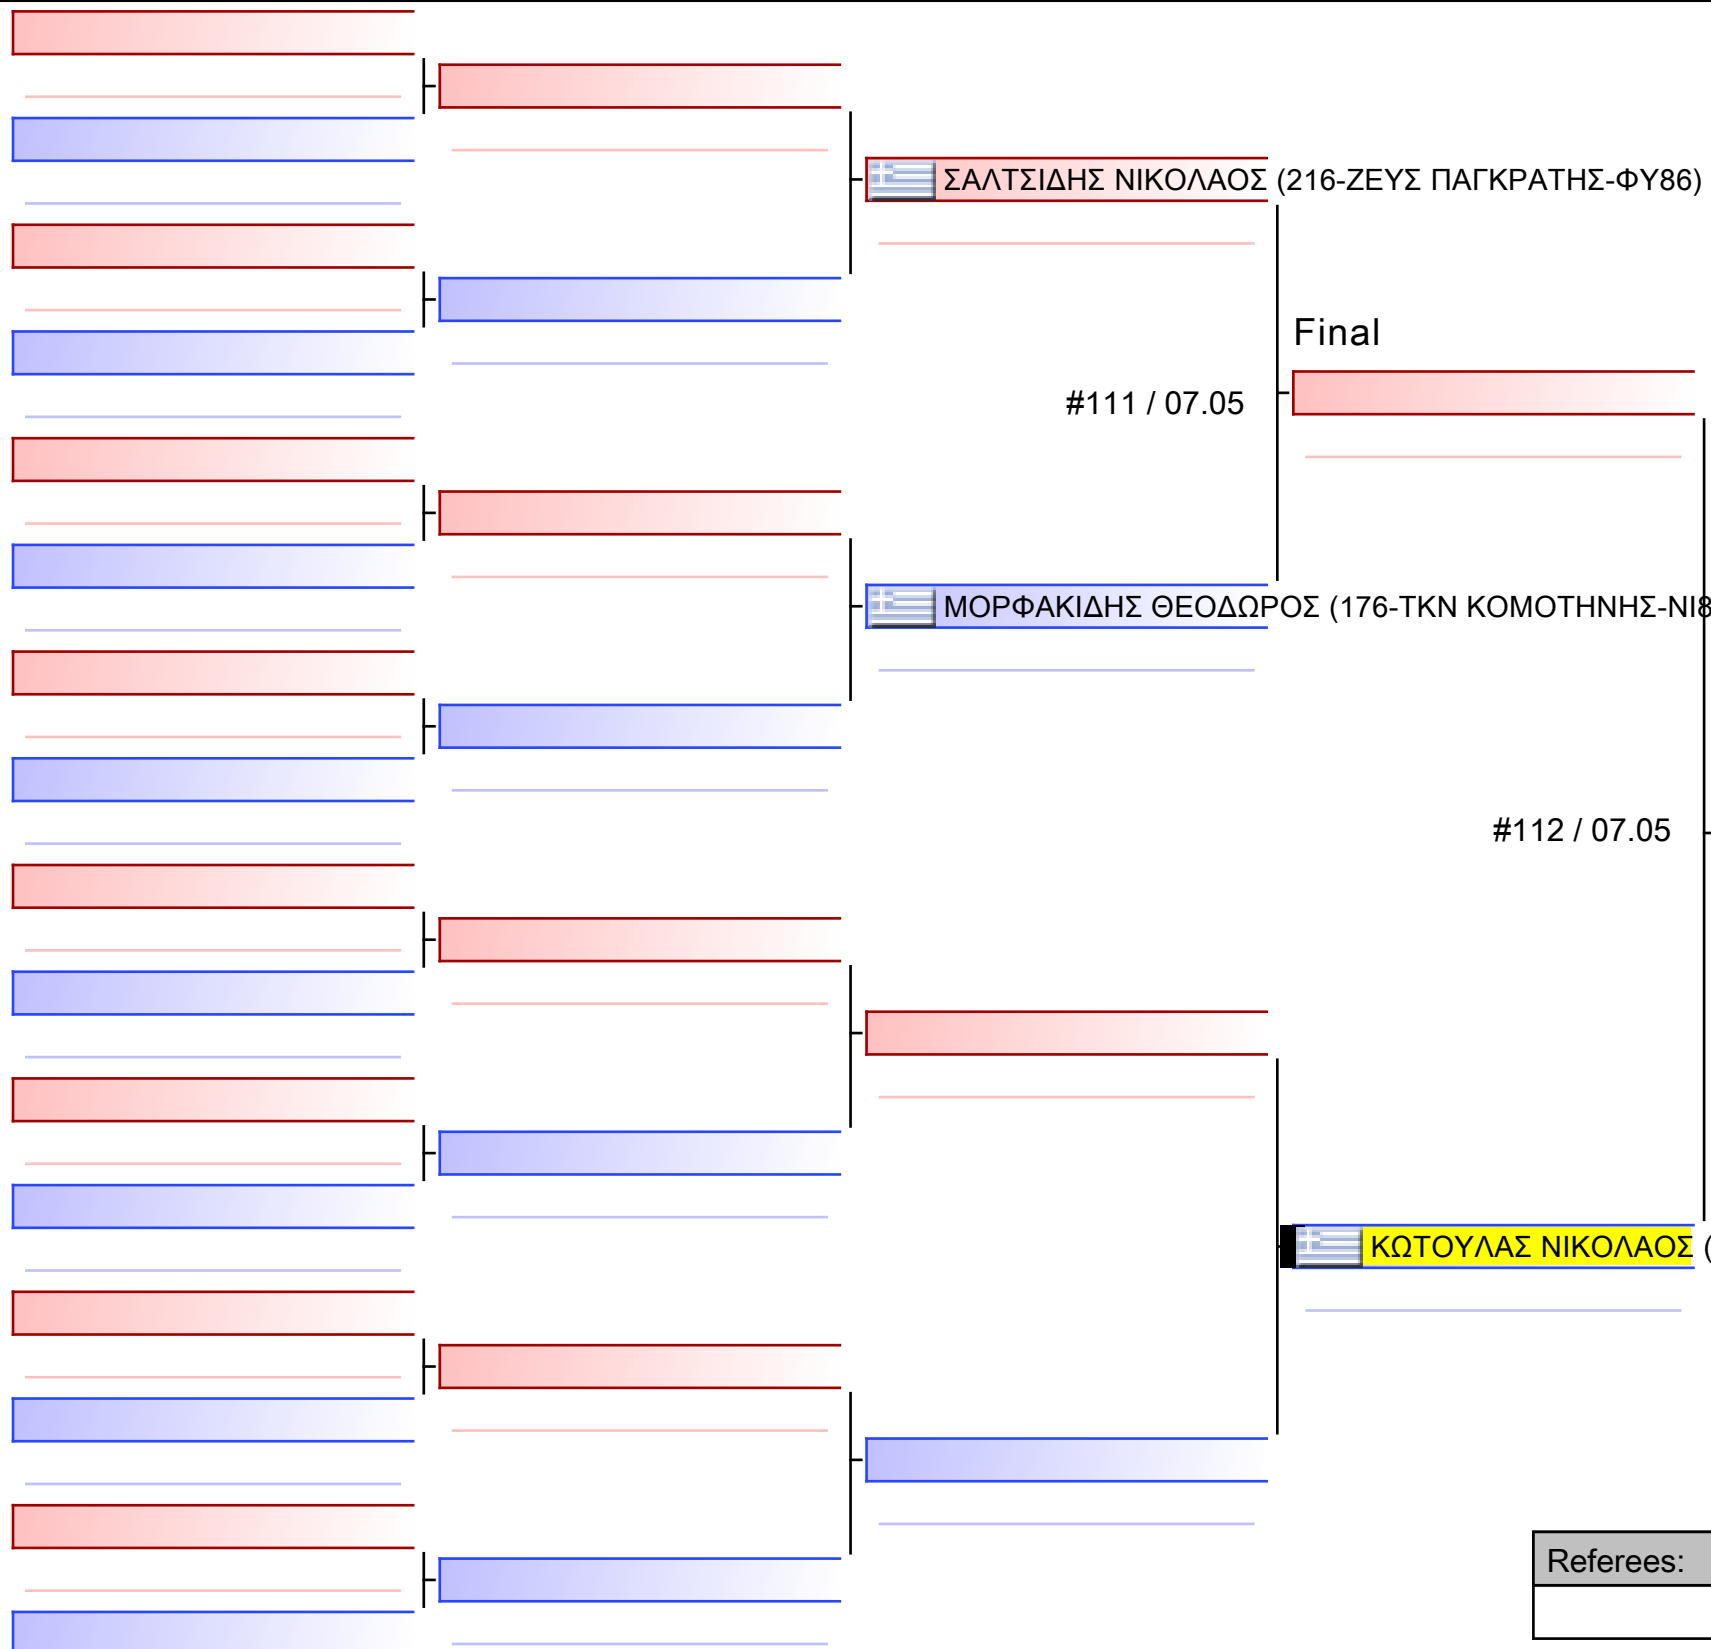 ΣΑΛΤΣΙΔΗΣ ΝΙΚΟΛΑΟΣ (216-ΖΕΥΣ ΠΑΓΚΡΑΤΗΣ-ΦΥ86)
Final
#111 / 07.05
ΜΟΡΦΑΚΙΔΗΣ ΘΕΟΔΩΡΟΣ (176-ΤΚΝ ΚΟΜΟΤΗΝΗΣ-ΝΙ8
#112 / 07.05
ΚΩΤΟΥΛΑΣ ΝΙΚΟΛΑΟΣ (
Referees: